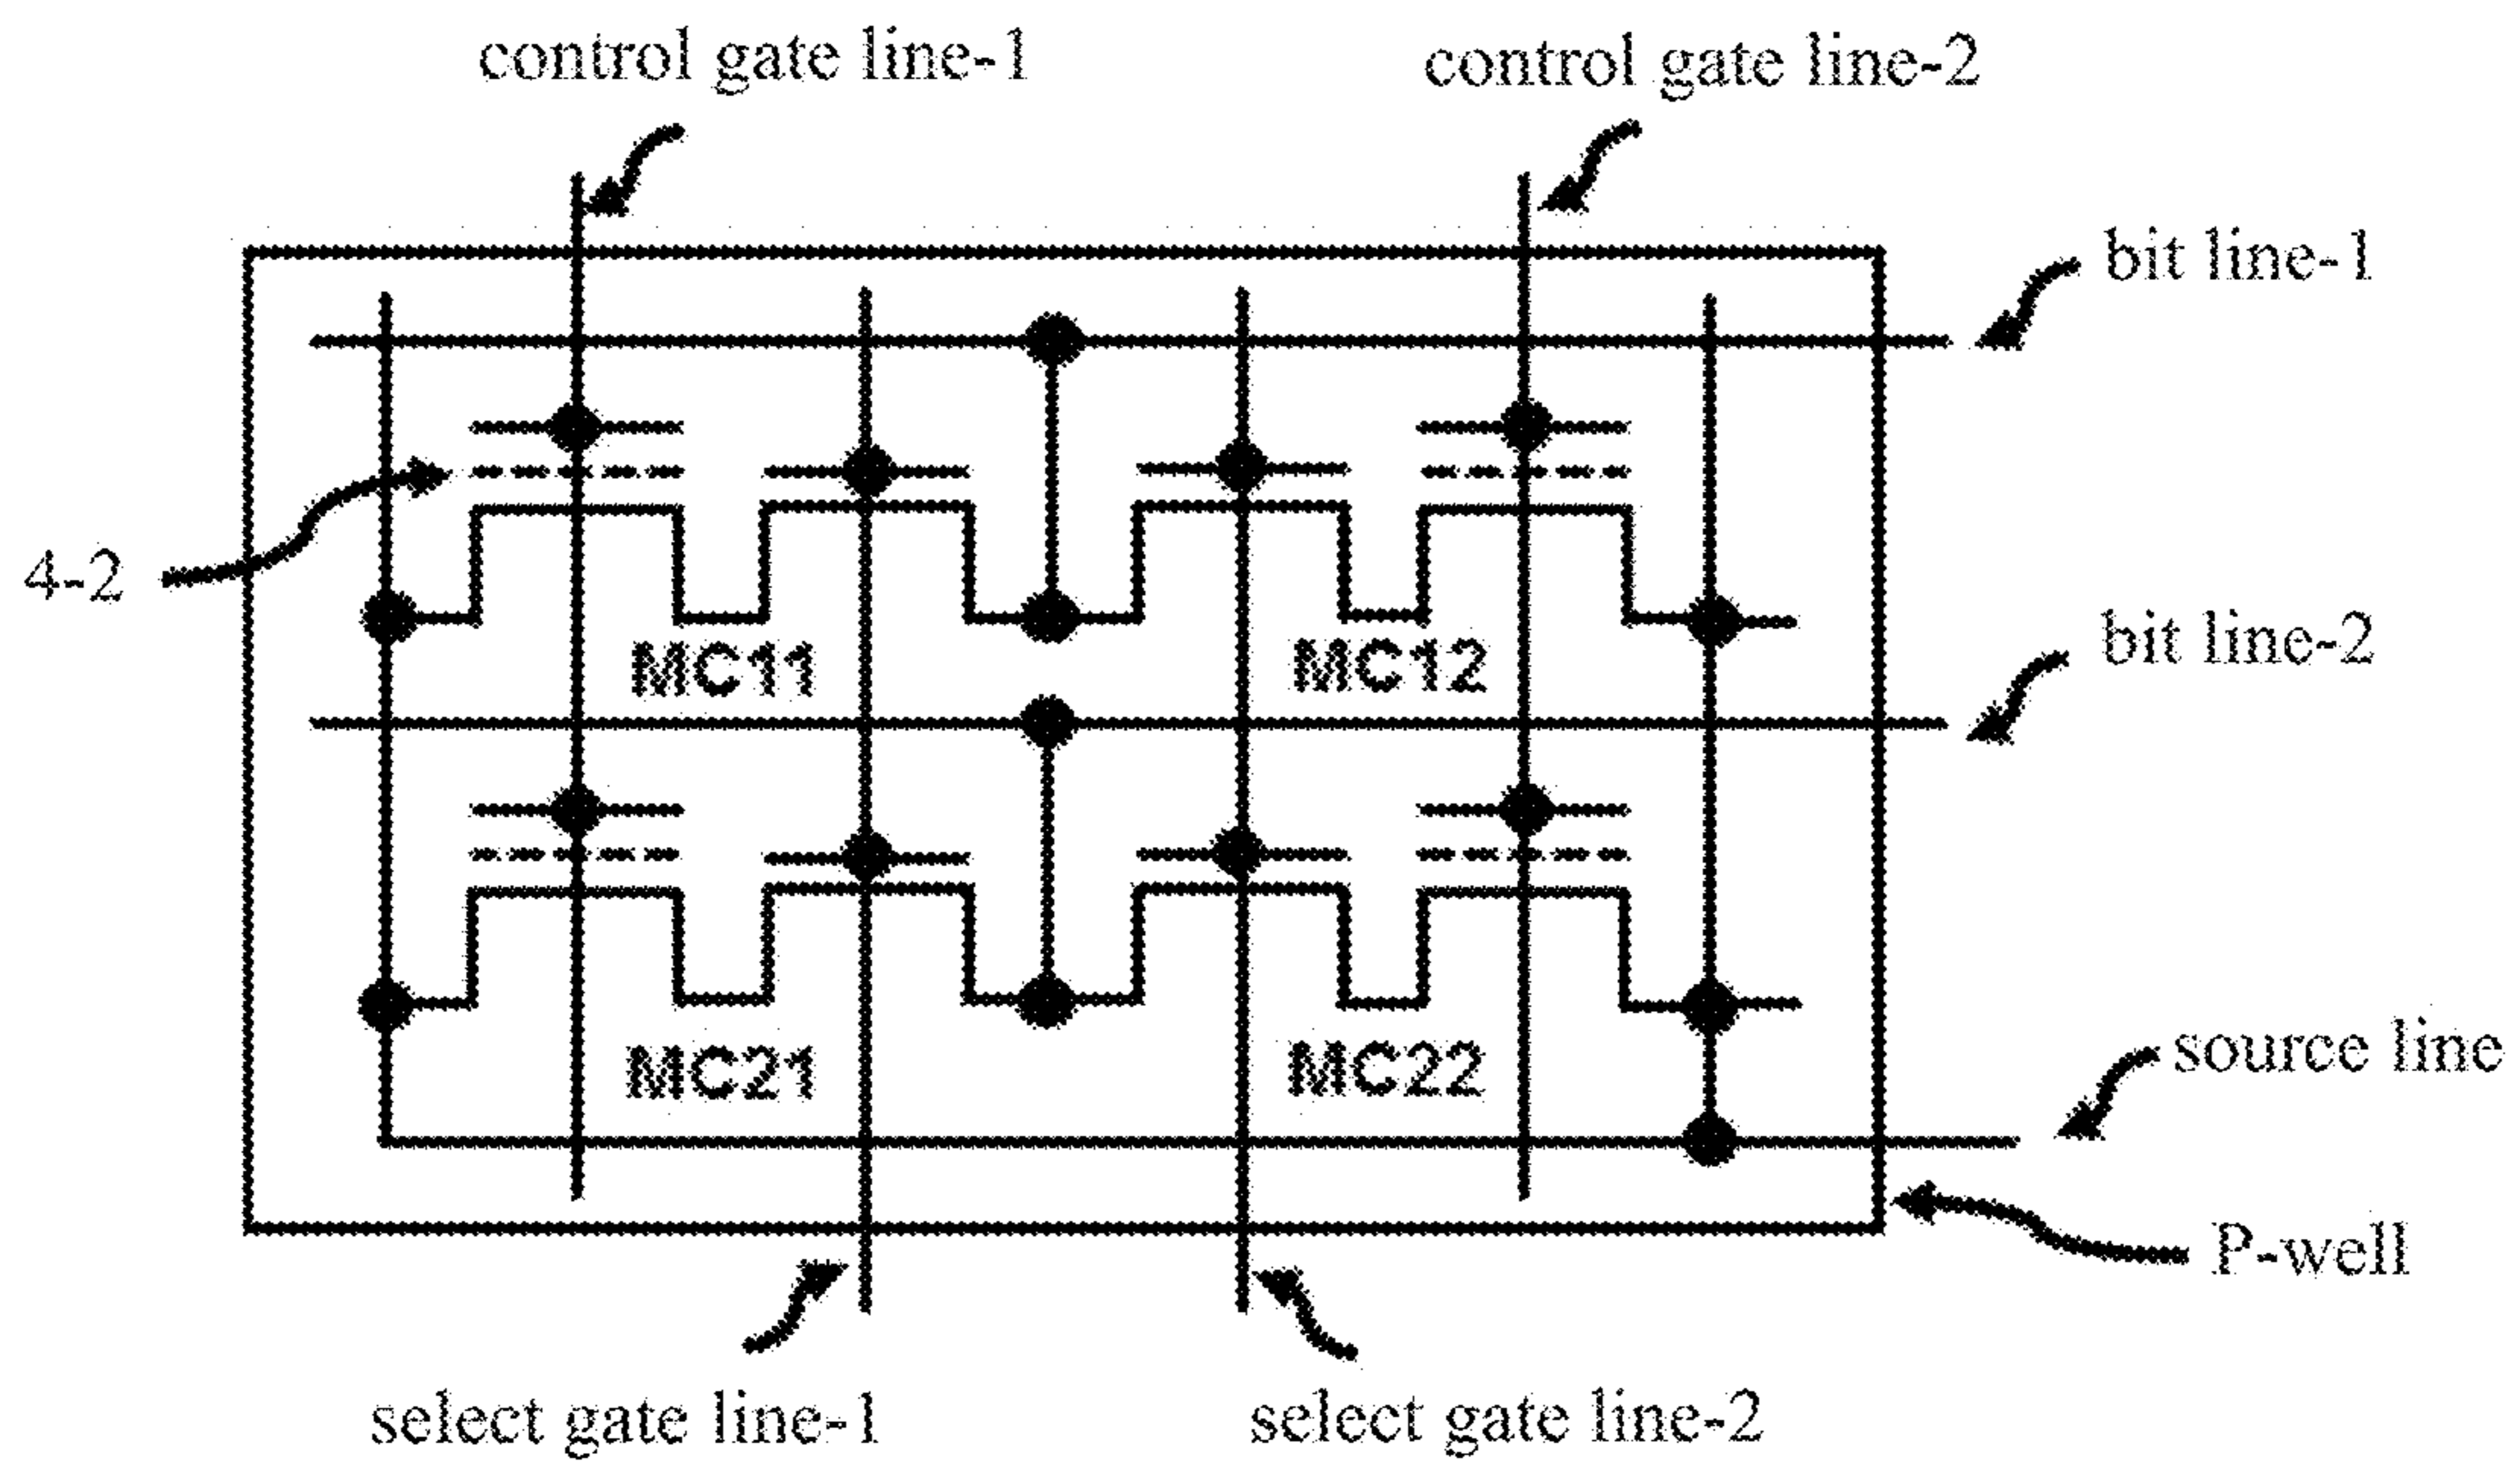 control gate line-1
control gate line-2
bit line-1
4-2
MC11
MC12
bit line-2
MC21
MC22
source line
P-well
select gate line-1
select gate line-2